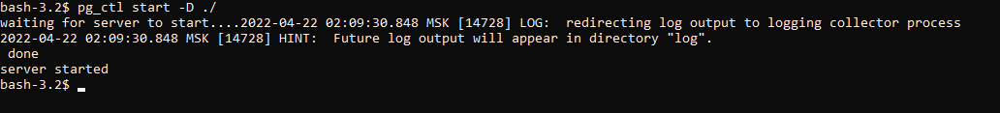 bash-3.2$ pg_ctl start -D ./
waiting for server to start....2022-04-22 02:09:30.848 MSK [14728] LOG:  redirecting log output to logging collector process
2022-04-22 02:09:30.848 MSK [14728] HINT:  Future log output will appear in directory "log".
 done
server started
bash-3.2$